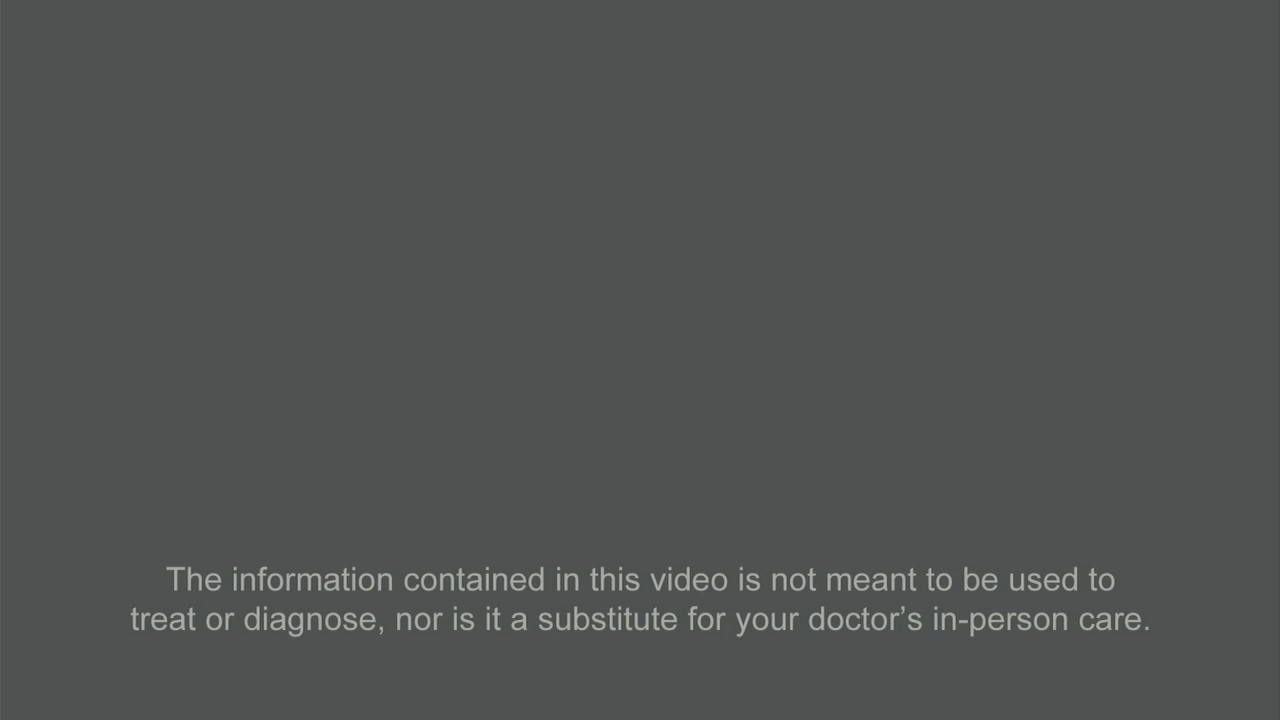 The information contained in this video is not meant to be used to
treat or diagnose, nor is it a substitute for your doctor’s in-person care.